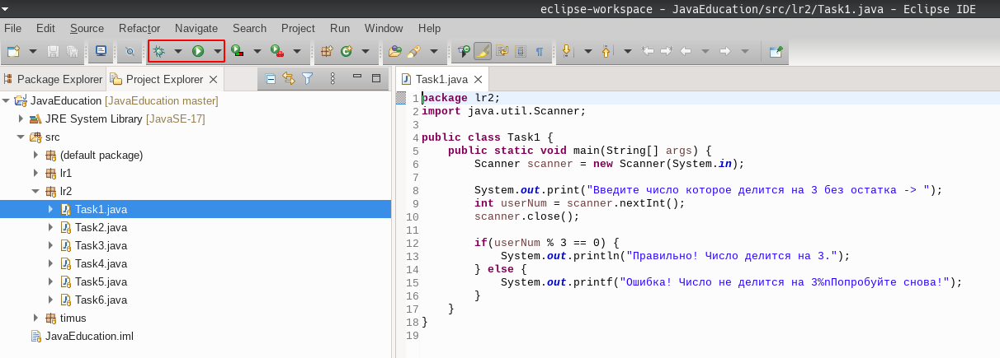 eclipse-workspace - JavaEducation/src/lr2/Task1.java - Eclipse IDE
File Edit Source Refactor Navigate Search Project Run Window Help
Package Explorer Project Explorer
JavaEducation [JavaEducation master]
JRE System Library [JavaSE-17]
src
(default package)
lr1
lr2
Task1.java
Task2.java
Task3.java
Task4.java
Task5.java
Task6.java
timus
JavaEducation.iml
Task1.java
1 package lr2;
2 import java.util.Scanner;
3
4 public class Task1 {
5     public static void main(String[] args) {
6         Scanner scanner = new Scanner(System.in);
7
8         System.out.print("Введите число которое делится на 3 без остатка -> ");
9         int userNum = scanner.nextInt();
10         scanner.close();
11
12         if(userNum % 3 == 0) {
13             System.out.println("Правильно! Число делится на 3.");
14         } else {
15             System.out.printf("Ошибка! Число не делится на 3%nПопробуйте снова!");
16         }
17     }
18 }
19